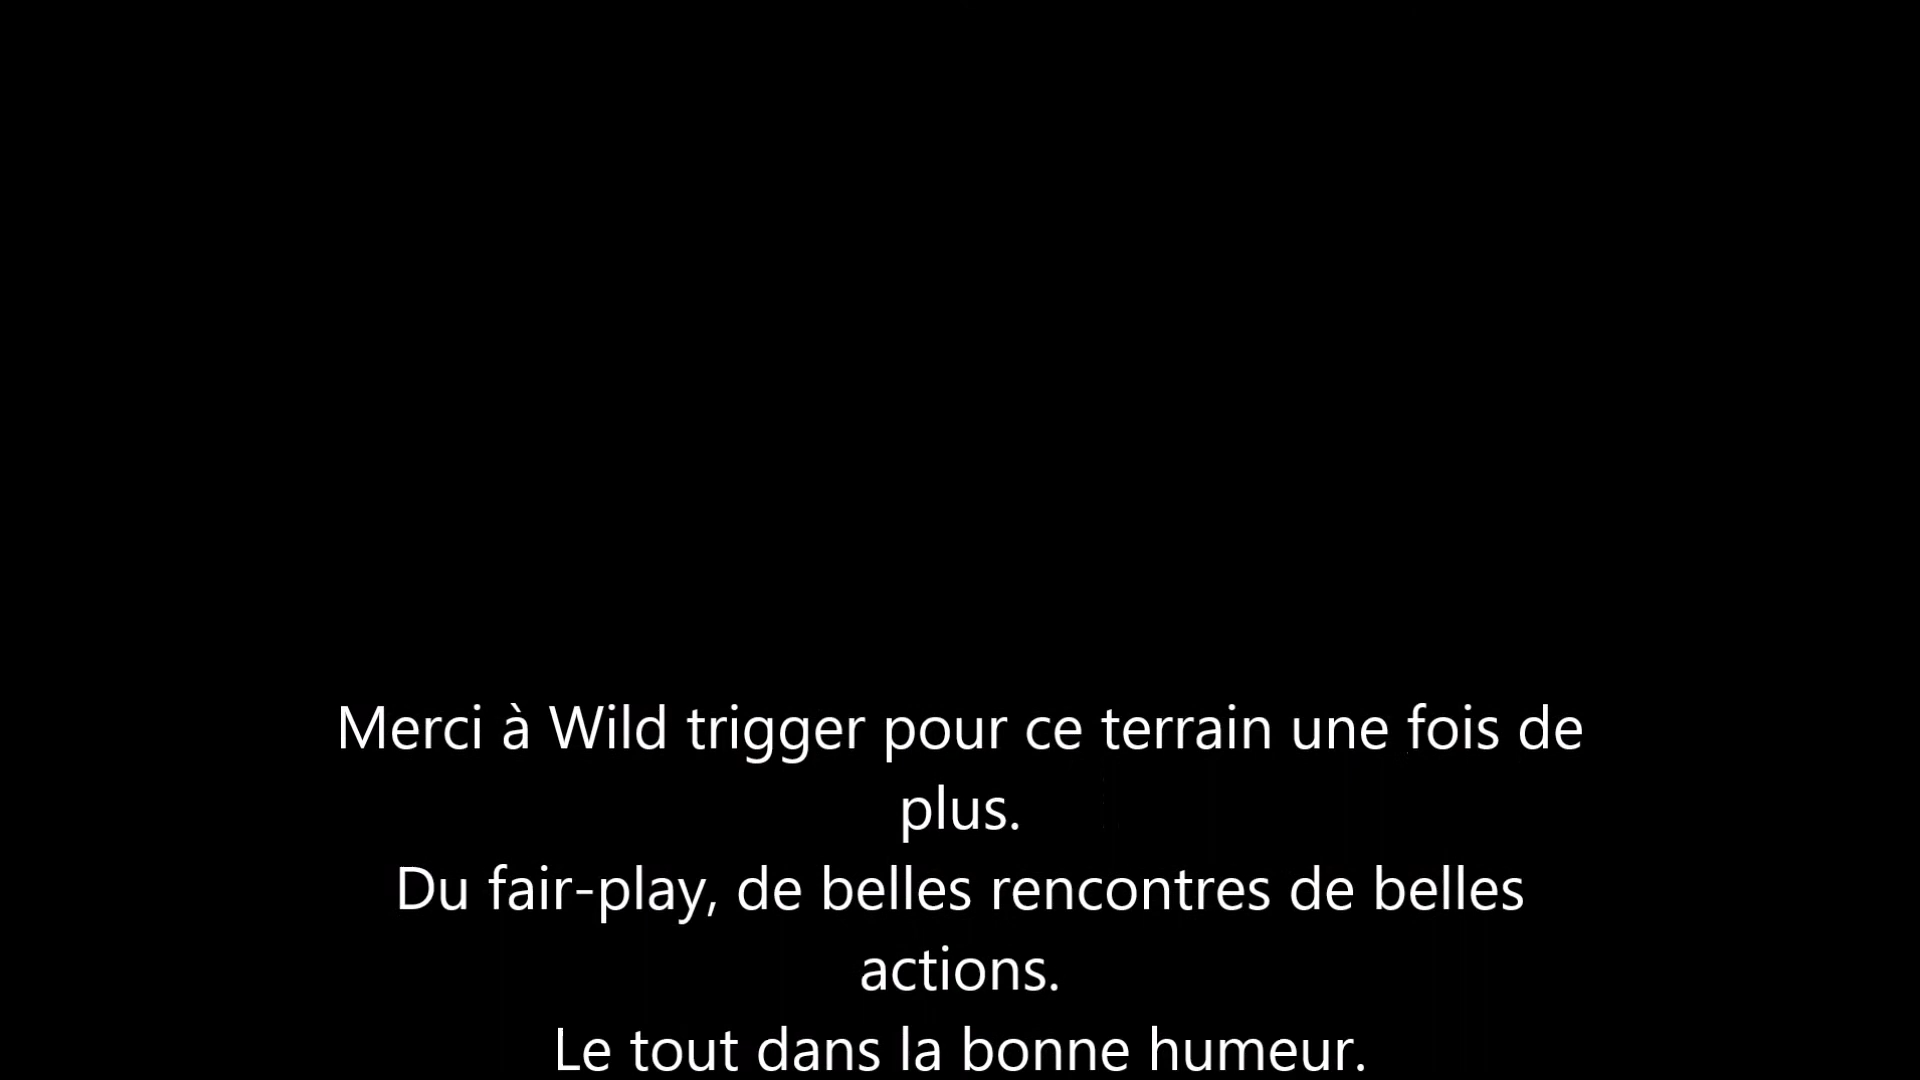 Merci à Wild trigger pour ce terrain une fois de
plus.
Du fair-play, de belles rencontres de belles
actions.
Le tout dans la bonne humeur.